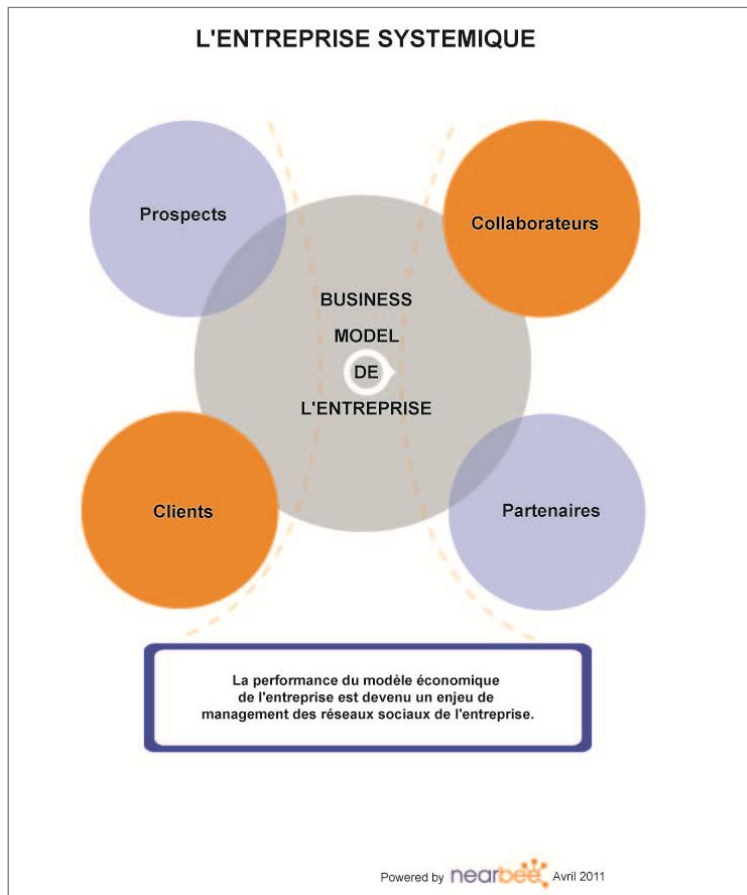 L'ENTREPRISE SYSTEMIQUE
Prospects
Collaborateurs
BUSINESS
MODEL
DE
L'ENTREPRISE
Clients
Partenaires
La performance du modèle économique
de l'entreprise est devenu un enjeu de
management des réseaux sociaux de l'entreprise.
Powered by nearbee Avril 2011